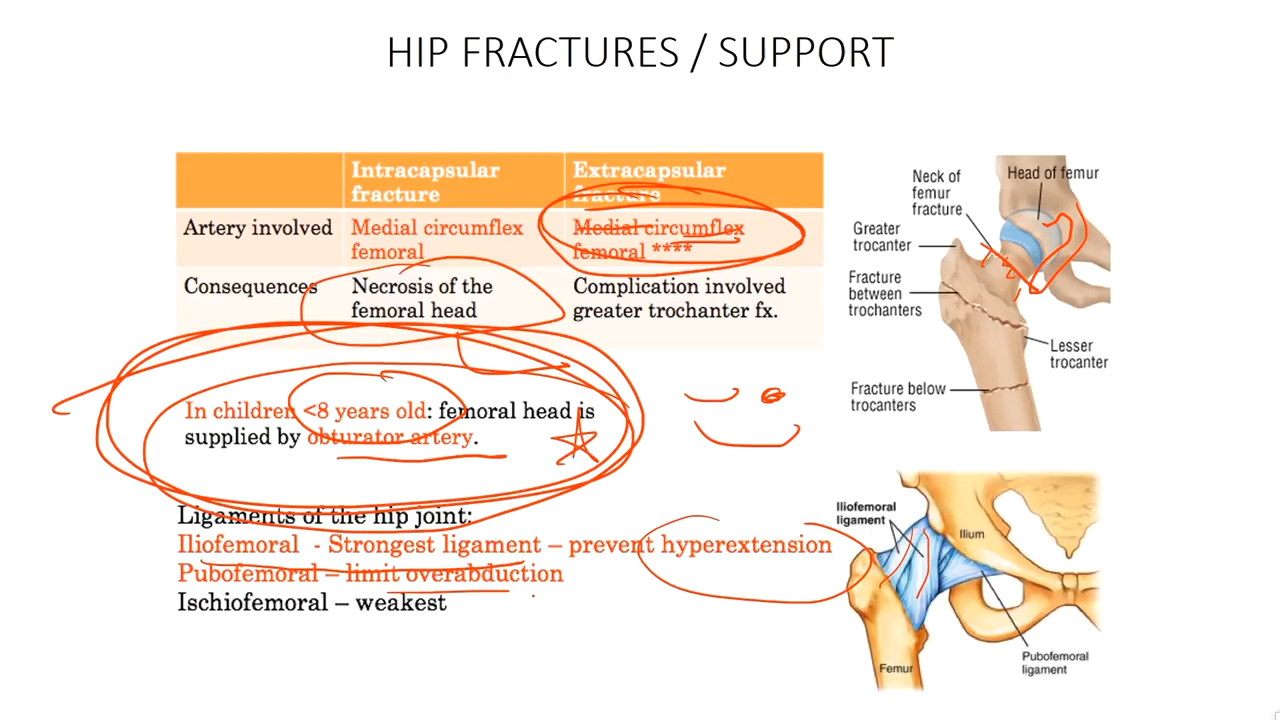 HIP FRACTURES / SUPPORT
Intracapsular
fracture
Extracapsular
fracture
Artery involved
Medial circumflex
femoral
Medial circumflex
femoral ****
Consequences
Necrosis of the
femoral head
Complication involved
greater trochanter fx.
In children <8 years old: femoral head is
supplied by obturator artery.
Ligaments of the hip joint:
Iliofemoral - Strongest ligament – prevent hyperextension
Pubofemoral – limit overabduction
Ischiofemoral – weakest
Neck of
femur
fracture
Head of femur
Greater
trocanter
Fracture
between
trochanters
Lesser
trocanter
Fracture below
trocanters
Iliofemoral
ligament
Ilium
Pubofemoral
ligament
Femur